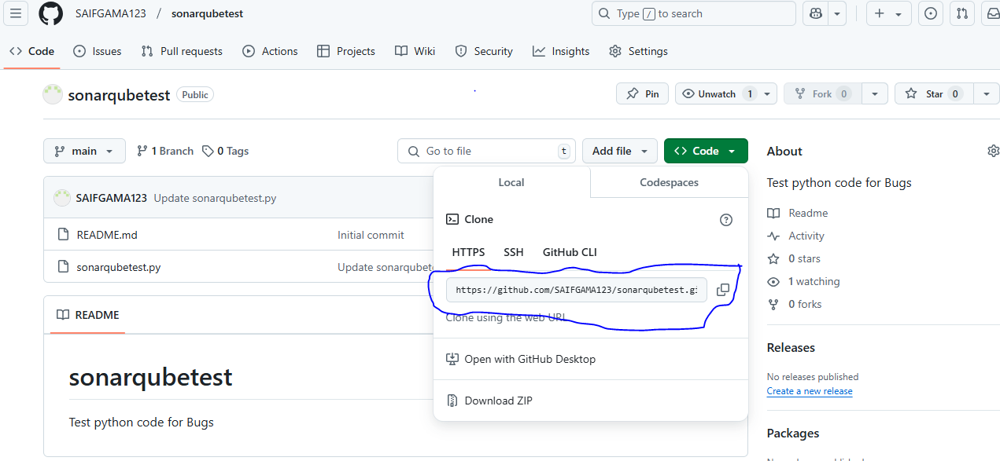 SAIFGAMA123 / sonarqubetest
Type / to search
Code Issues Pull requests Actions Projects Wiki Security Insights Settings
sonarqubetest Public
Pin Unwatch 1 Fork 0 Star 0
main 1 Branch 0 Tags
Go to file t
Add file Code
SAIFGAMA123 Update sonarqubetest.py
README.md Initial commit
sonarqubetest.py Update sonarqubete
README
sonarqubetest
Test python code for Bugs
Local Codespaces
Clone
HTTPS SSH GitHub CLI
https://github.com/SAIFGAMA123/sonarqubetest.gi
Clone using the web URL
Open with GitHub Desktop
Download ZIP
About
Test python code for Bugs
Readme
Activity
0 stars
1 watching
0 forks
Releases
No releases published
Create a new release
Packages